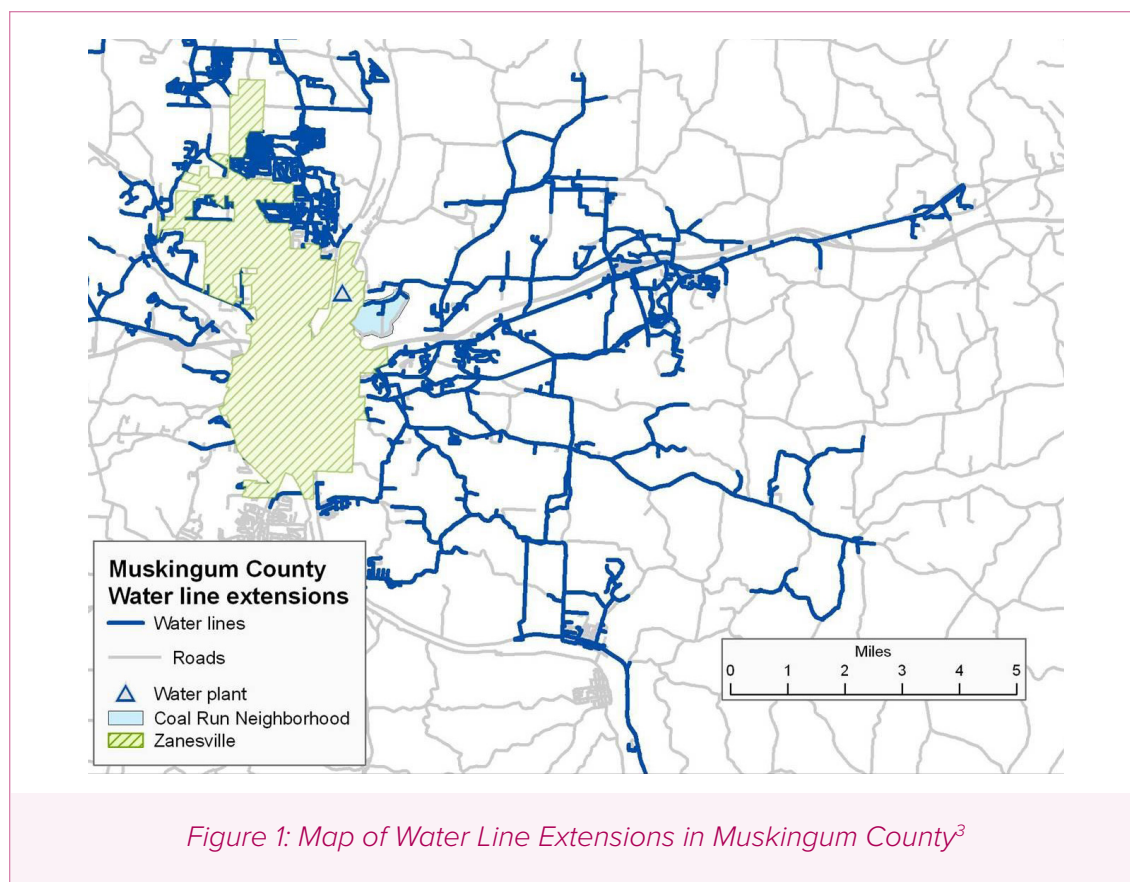 Muskingum County
Water line extensions
Water lines
Roads
Water plant
Coal Run Neighborhood
Zanesville
Miles
0 1 2 3 4 5
Figure 1: Map of Water Line Extensions in Muskingum County³